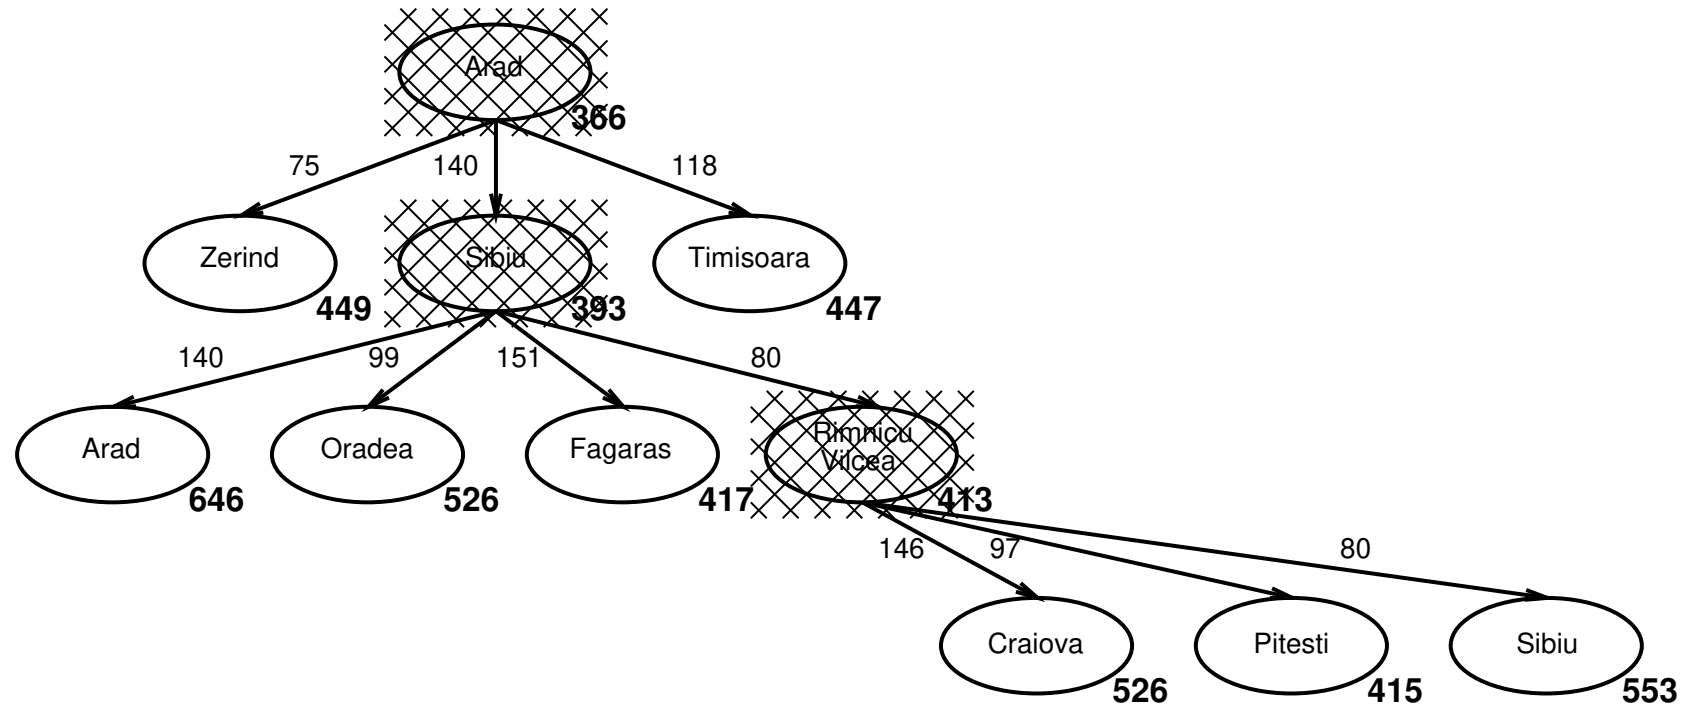 Arad
366
75
140
118
Zerind
Sibiu
Timisoara
449
393
447
140
99
151
80
Arad
Oradea
Fagaras
Rimnicu
Vilcea
646
526
417
413
146
97
80
Craiova
Pitesti
Sibiu
526
415
553